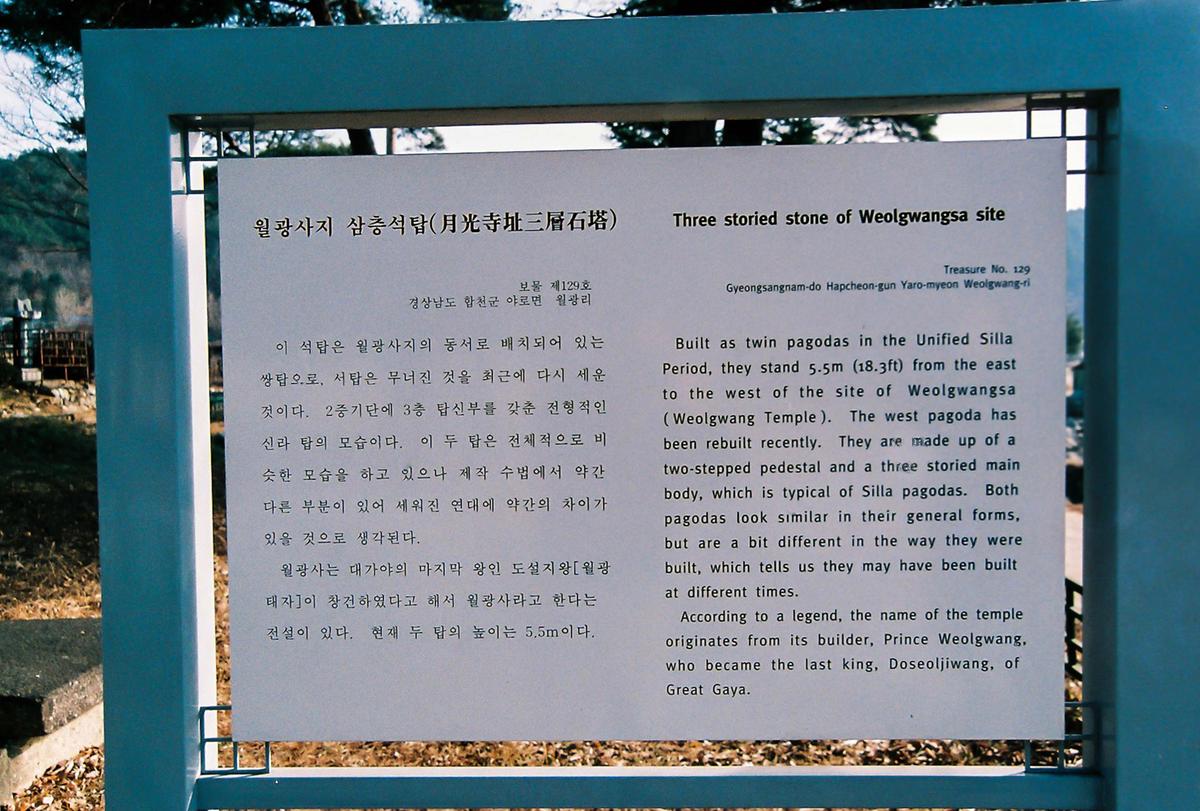 월광사지 삼층석탑(月光寺址三層石塔)
보물 제129호
경상남도 합천군 야로면 월광리
이 석탑은 월광사지의 동서로 배치되어 있는
쌍탑으로, 서탑은 무너진 것을 최근에 다시 세운
것이다. 2중기단에 3층 탑신부를 갖춘 전형적인
신라 탑의 모습이다. 이 두 탑은 전체적으로 비
슷한 모습을 하고 있으나 제작 수법에서 약간
다른 부분이 있어 세워진 연대에 약간의 차이가
있을 것으로 생각된다.
월광사는 대가야의 마지막 왕인 도설지왕[월광
태자]이 창건하였다고 해서 월광사라고 한다는
전설이 있다. 현재 두 탑의 높이는 5.5m이다.
Three storied stone of Weolgwangsa site
Treasure No. 129
Gyeongsangnam-do Hapcheon-gun Yaro-myeon Weolgwang-ri
Built as twin pagodas in the Unified Silla
Period, they stand 5.5m (18.3ft) from the east
to the west of the site of Weolgwangsa
(Weolgwang Temple). The west pagoda has
been rebuilt recently. They are made up of a
two-stepped pedestal and a three storied main
body, which is typical of Silla pagodas. Both
pagodas look similar in their general forms,
but are a bit different in the way they were
built, which tells us they may have been built
at different times.
According to a legend, the name of the temple
originates from its builder, Prince Weolgwang,
who became the last king, Doseoljiwang, of
Great Gaya.